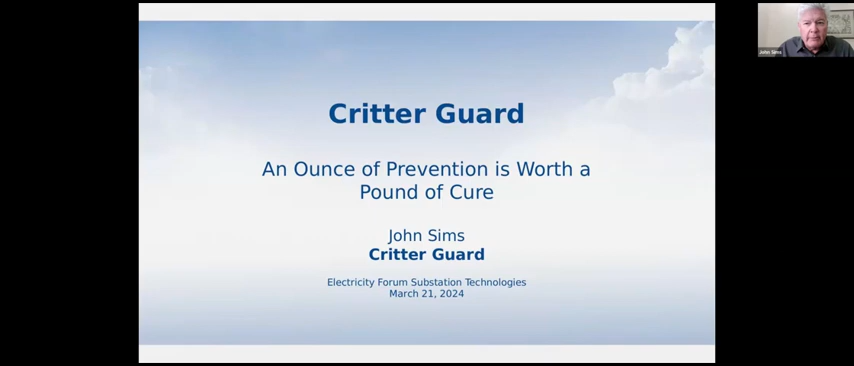 Critter Guard
An Ounce of Prevention is Worth a
Pound of Cure
John Sims
Critter Guard
Electricity Forum Substation Technologies
March 21, 2024
John Sims